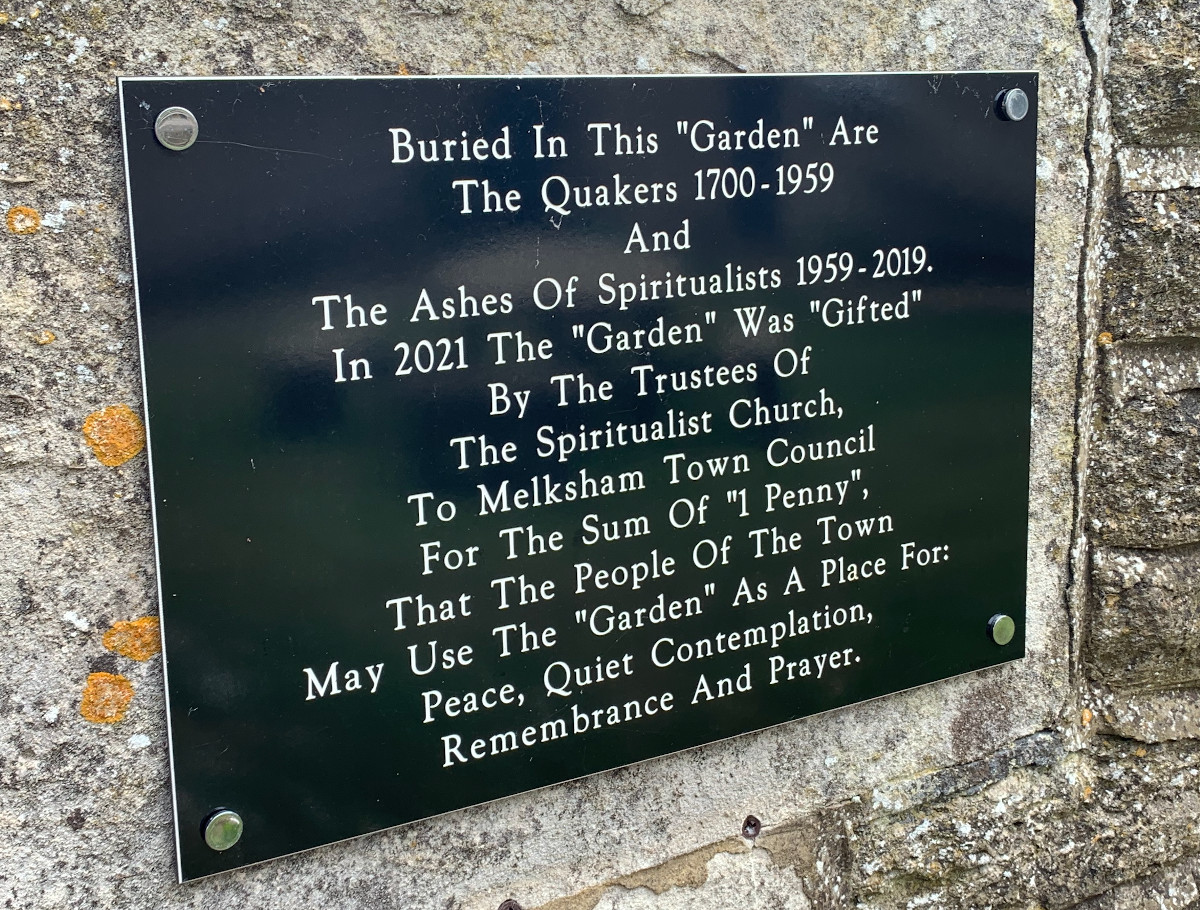 Buried In This "Garden" Are
The Quakers 1700-1959
And
The Ashes Of Spiritualists 1959-2019.
In 2021 The "Garden" Was "Gifted"
By The Trustees Of
The Spiritualist Church,
To Melksham Town Council
For The Sum Of "1 Penny",
That The People Of The Town
May Use The "Garden" As A Place For:
Peace, Quiet Contemplation,
Remembrance And Prayer.